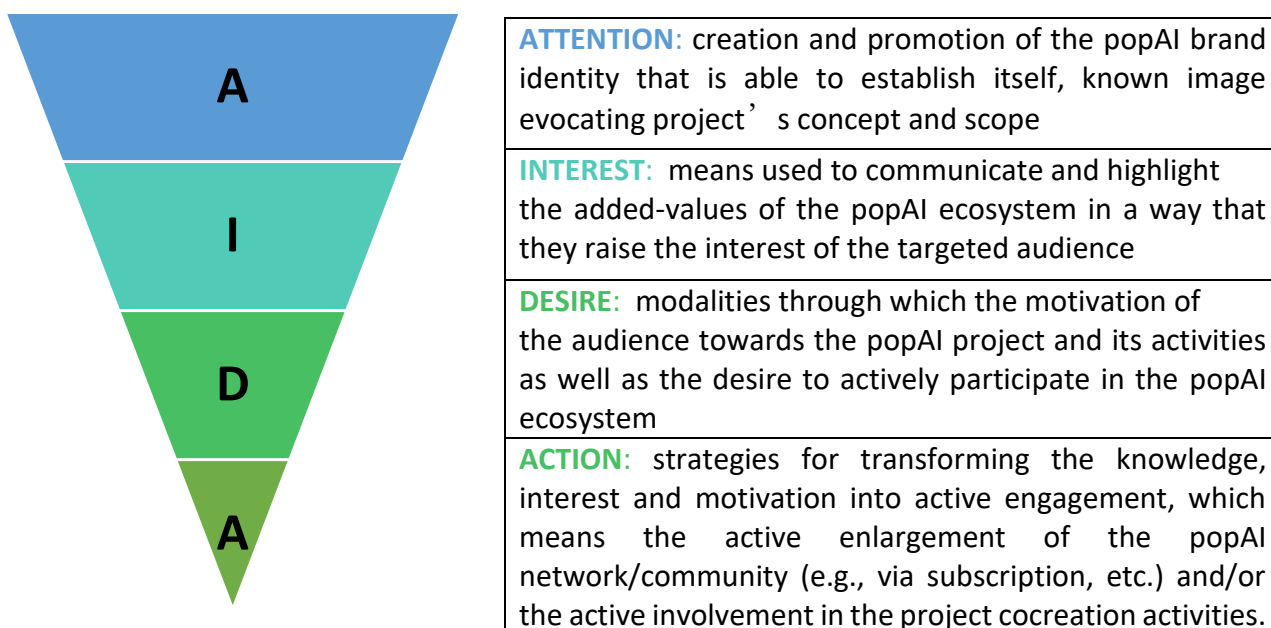 A
I
D
A
ATTENTION: creation and promotion of the popAI brand
identity that is able to establish itself, known image
evocating project’s concept and scope
INTEREST: means used to communicate and highlight
the added-values of the popAI ecosystem in a way that
they raise the interest of the targeted audience
DESIRE: modalities through which the motivation of
the audience towards the popAI project and its activities
as well as the desire to actively participate in the popAI
ecosystem
ACTION: strategies for transforming the knowledge,
interest and motivation into active engagement, which
means the active enlargement of the popAI
network/community (e.g., via subscription, etc.) and/or
the active involvement in the project cocreation activities.